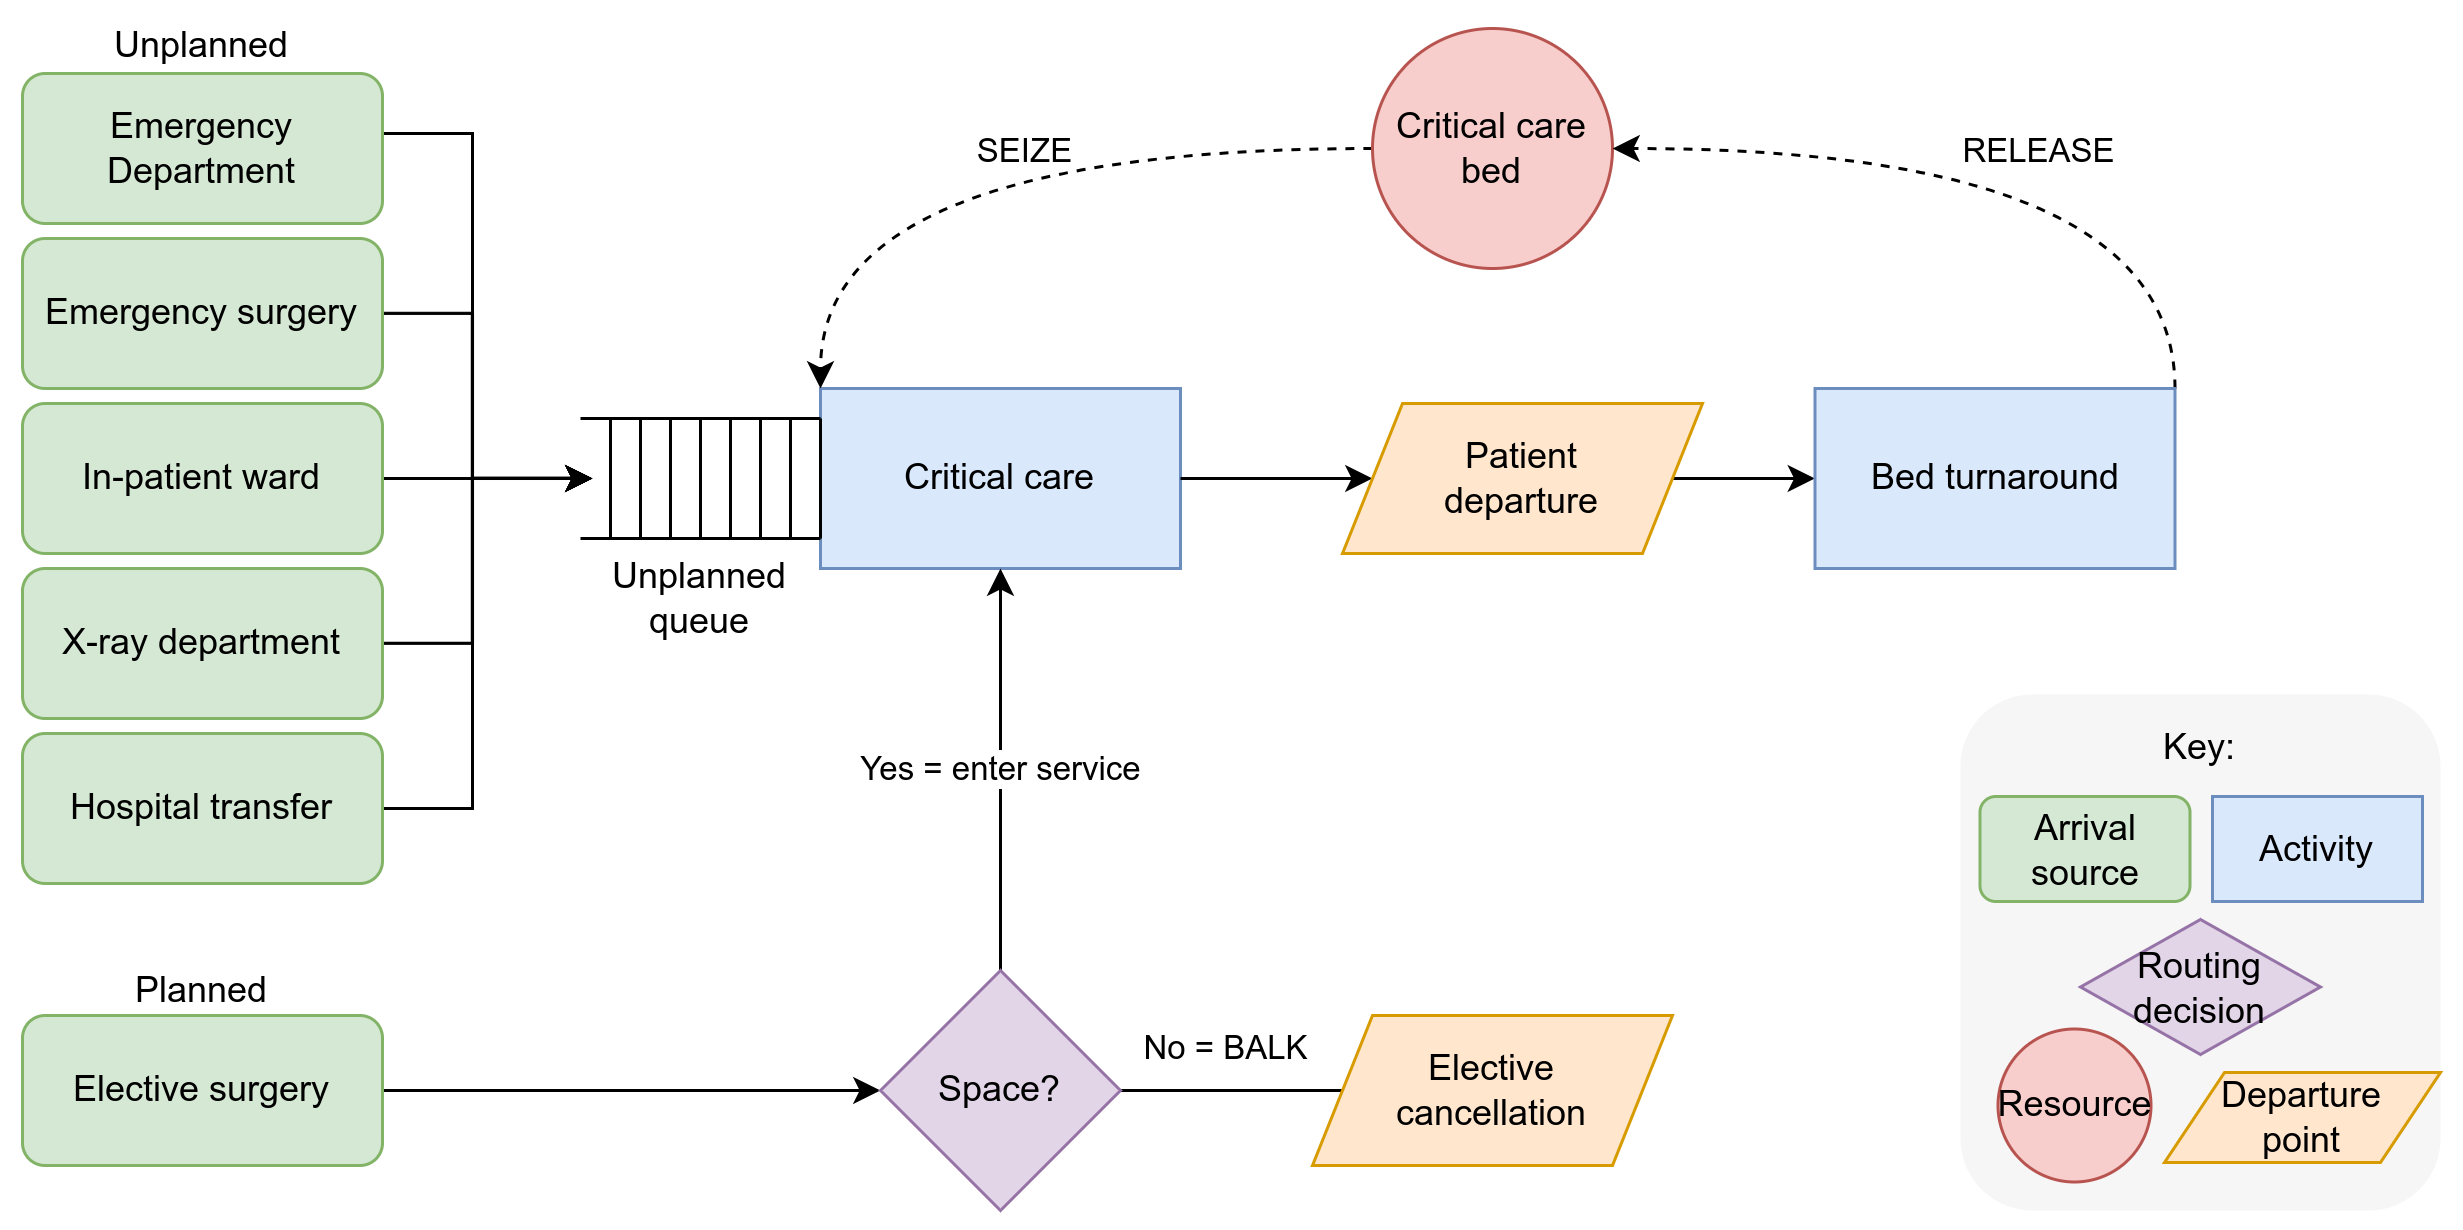 Unplanned
Emergency
Department
Emergency surgery
In-patient ward
X-ray department
Hospital transfer
Planned
Elective surgery
Unplanned
queue
SEIZE
Critical care
bed
RELEASE
Critical care
Patient
departure
Bed turnaround
Yes = enter service
Space?
No = BALK
Elective
cancellation
Key:
Arrival
source
Activity
Routing
decision
Resource
Departure
point